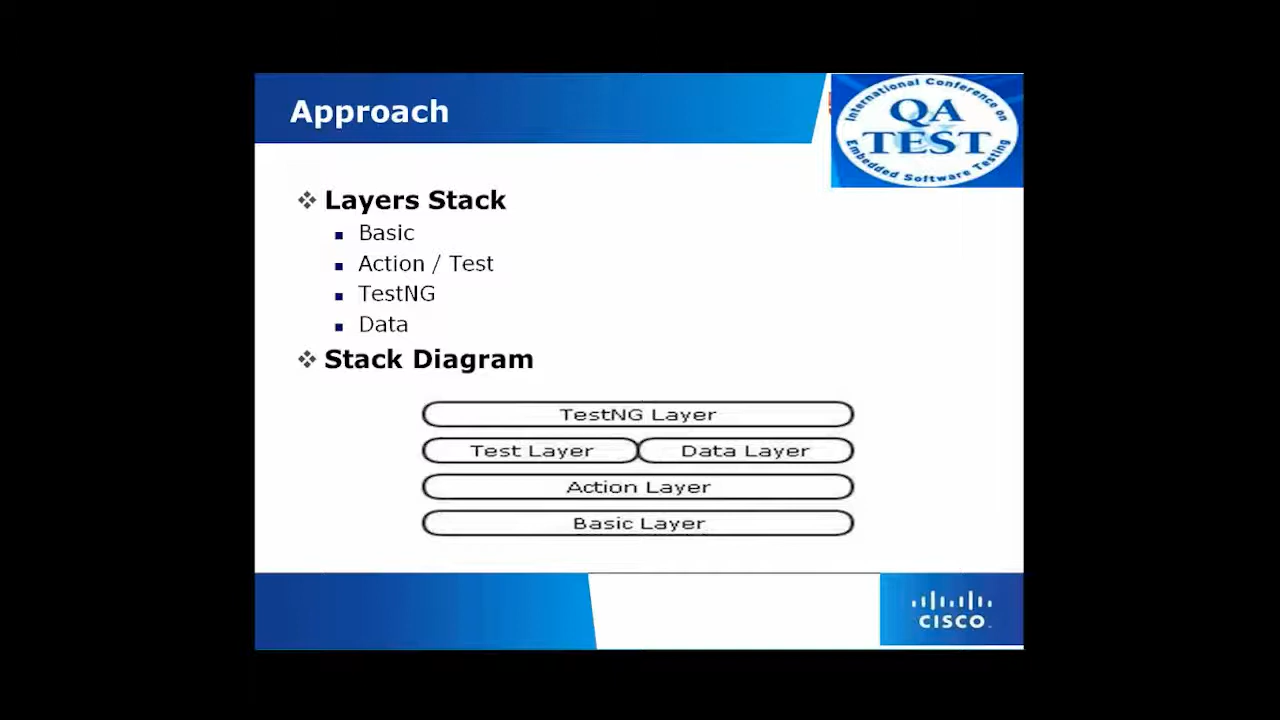 Approach
International Conference on
QA
&
TEST
Embedded Software Testing
Layers Stack
Basic
Action / Test
TestNG
Data
Stack Diagram
TestNG Layer
Test Layer Data Layer
Action Layer
Basic Layer
CISCO